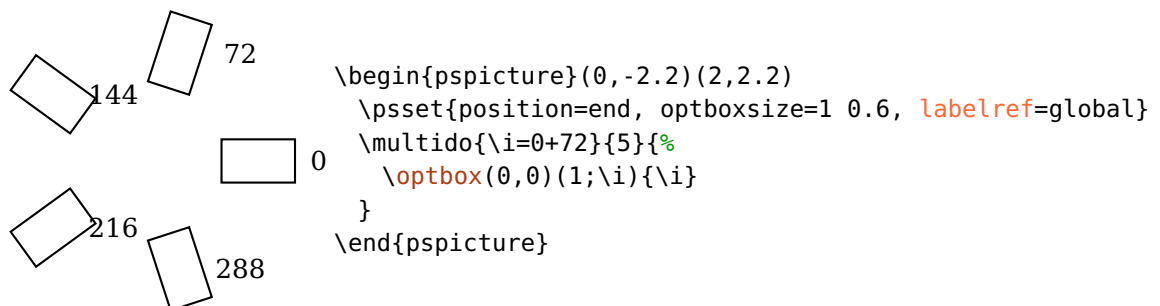 72
144
0
216
288
\begin{pspicture}(0,-2.2)(2,2.2)
  \psset{position=end, optboxsize=1 0.6, labelref=global}
  \multido{\i=0+72}{5}{%
    \optbox(0,0)(1;\i){\i}
  }
\end{pspicture}